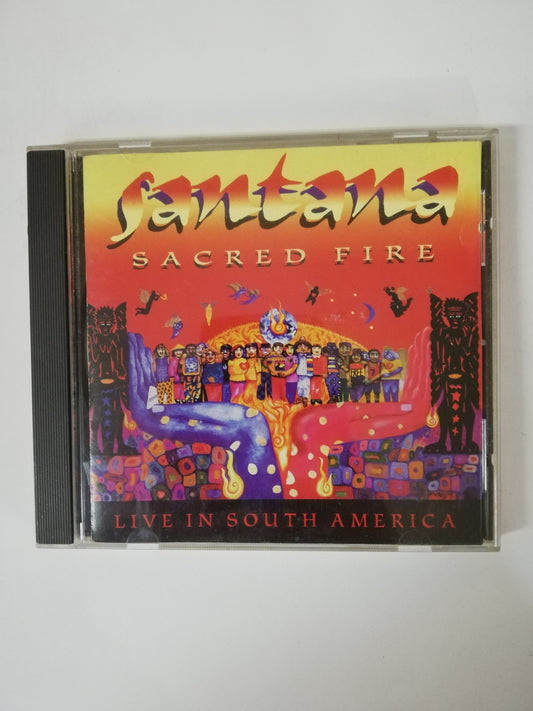 Santana
SACRED FIRE
LIVE IN SOUTH AMERICA